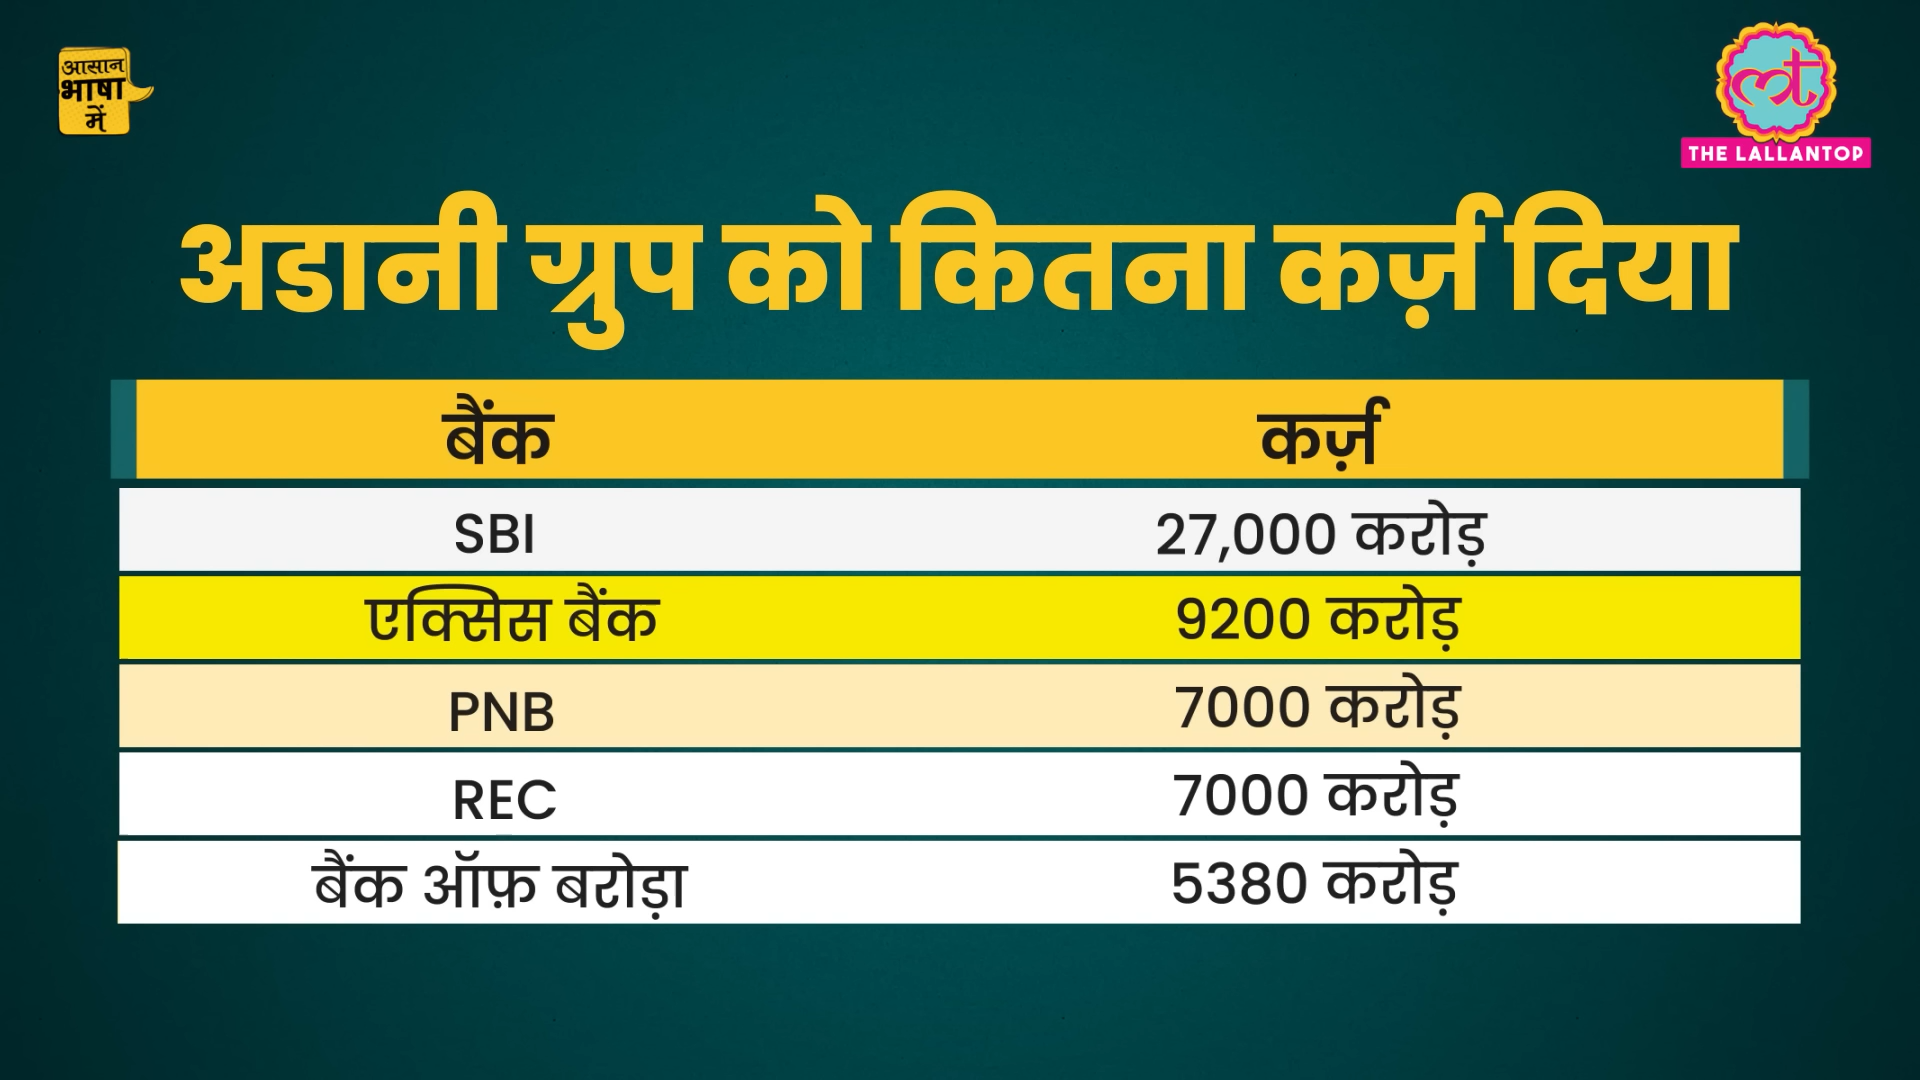 आसान
भाषा
में
THE LALLANTOP
अडानी ग्रुप को कितना कर्ज़ दिया
बैंक कर्ज़
SBI 27,000 करोड़
एक्सिस बैंक 9200 करोड़
PNB 7000 करोड़
REC 7000 करोड़
बैंक ऑफ़ बरोड़ा 5380 करोड़